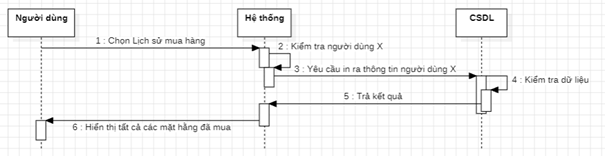 Người dùng
Hệ thống
CSDL
1 : Chọn Lịch sử mua hàng
2 : Kiểm tra người dùng X
3 : Yêu cầu in ra thông tin người dùng X
4 : Kiểm tra dữ liệu
5 : Trả kết quả
6 : Hiển thị tất cả các mặt hằng đã mua